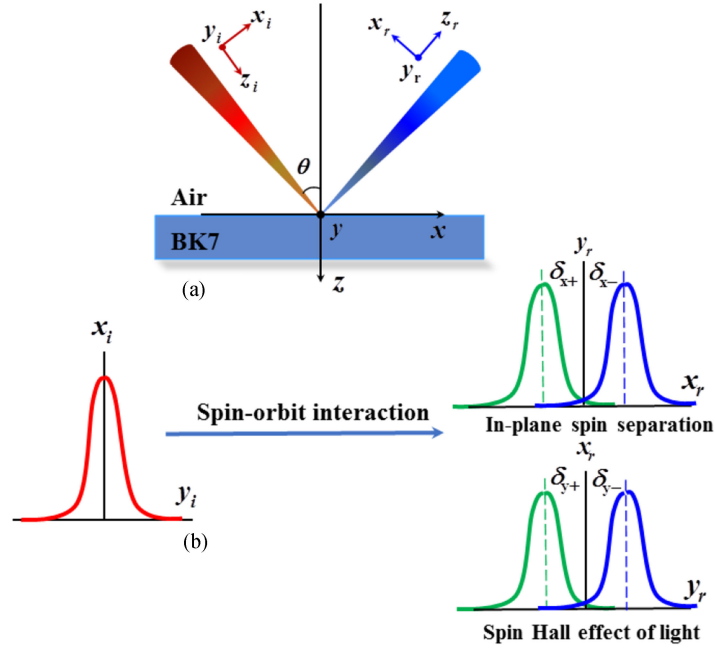 x_i
y_i
z_i
x_r
z_r
y_r
θ
Air
BK7
y
x
z
(a)
x_i
y_i
Spin-orbit interaction
(b)
y_r
δ_x+ δ_x−
x_r
In-plane spin separation
x_r
δ_y+ δ_y−
y_r
Spin Hall effect of light